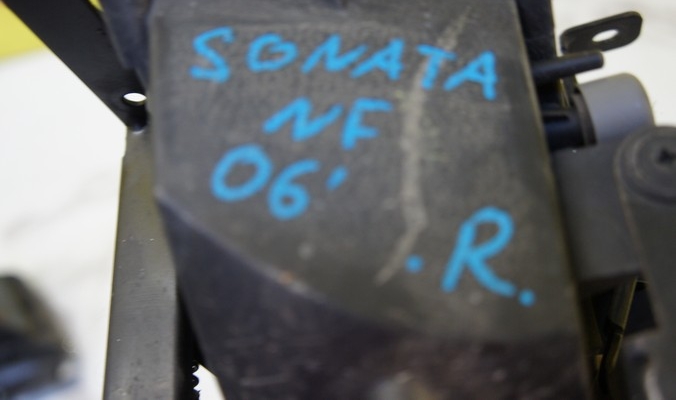 SONATA
NF
06'
.R.